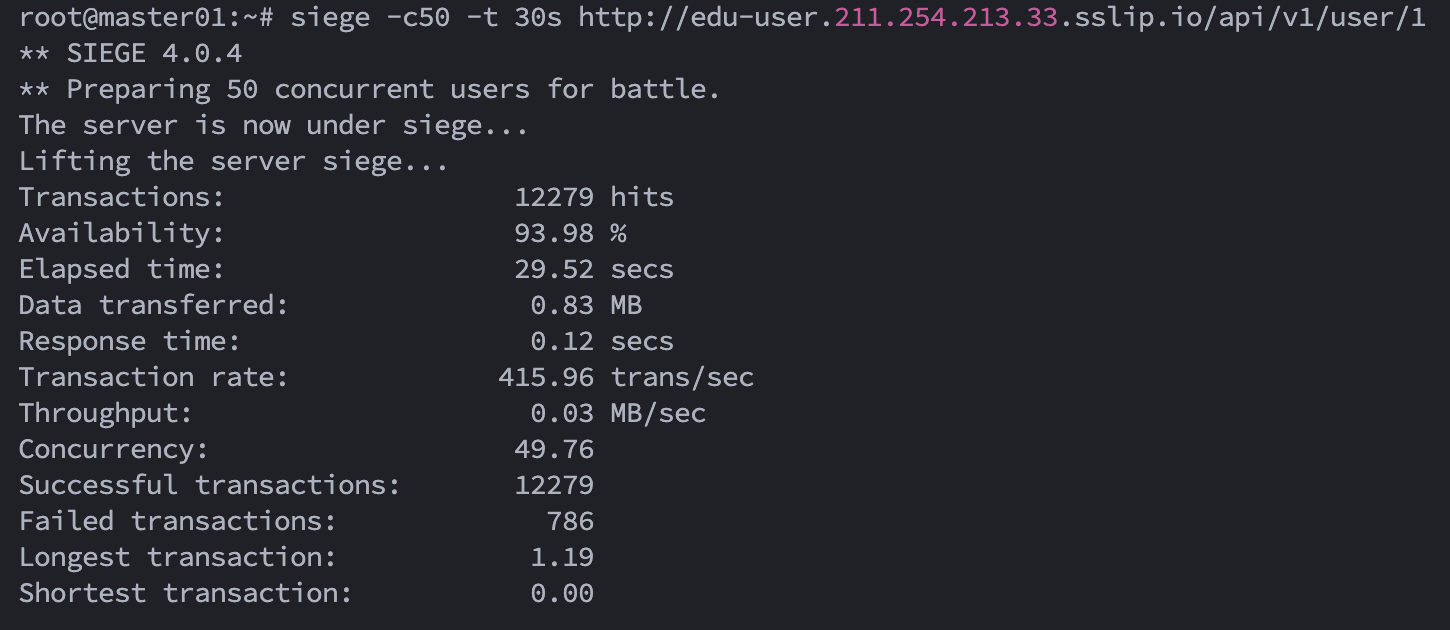 root@master01:~# siege -c50 -t 30s http://edu-user.211.254.213.33.sslip.io/api/v1/user/1
** SIEGE 4.0.4
** Preparing 50 concurrent users for battle.
The server is now under siege...
Lifting the server siege...
Transactions: 12279 hits
Availability: 93.98 %
Elapsed time: 29.52 secs
Data transferred: 0.83 MB
Response time: 0.12 secs
Transaction rate: 415.96 trans/sec
Throughput: 0.03 MB/sec
Concurrency: 49.76
Successful transactions: 12279
Failed transactions: 786
Longest transaction: 1.19
Shortest transaction: 0.00